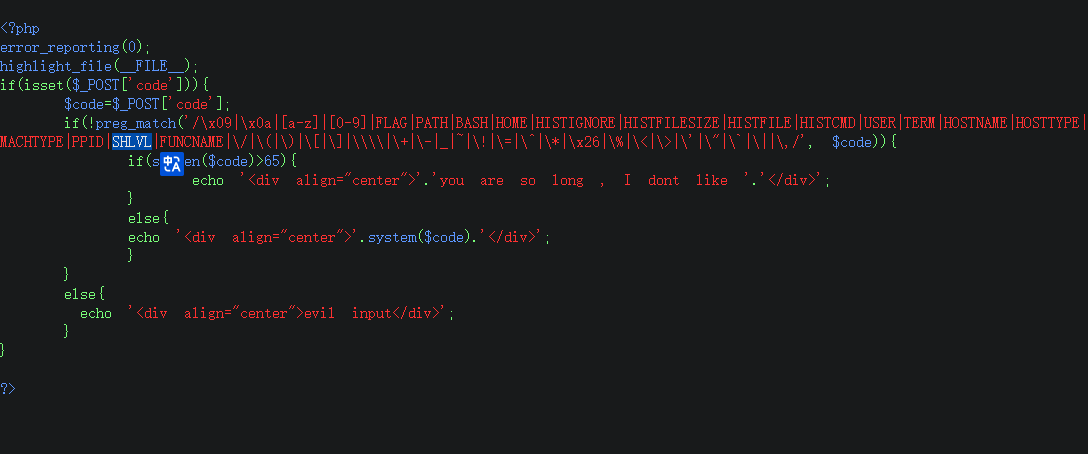 <?php
error_reporting(0);
highlight_file(__FILE__);
if(isset($_POST['code'])){
$code=$_POST['code'];
if(!preg_match('/\x09|\x0a|[a-z]|[0-9]|FLAG|PATH|BASH|HOME|HISTIGNORE|HISTFILESIZE|HISTFILE|HISTCMD|USER|TERM|HOSTNAME|HOSTTYPE|
MACHTYPE|PPID|SHLVL|FUNCNAME|\/|\(|\)|\[|\]|\\\\|\+|\-|_|~|\!|\=|\^|\*|\x26|\%|\<|\>|\'|\"|\`|\||\,/', $code)){
if(s中A en($code)>65){
echo '<div align="center">'.'you are so long , I dont like '.'</div>';
}
else{
echo '<div align="center">'.system($code).'</div>';
}
}
else{
echo '<div align="center">evil input</div>';
}
}
?>